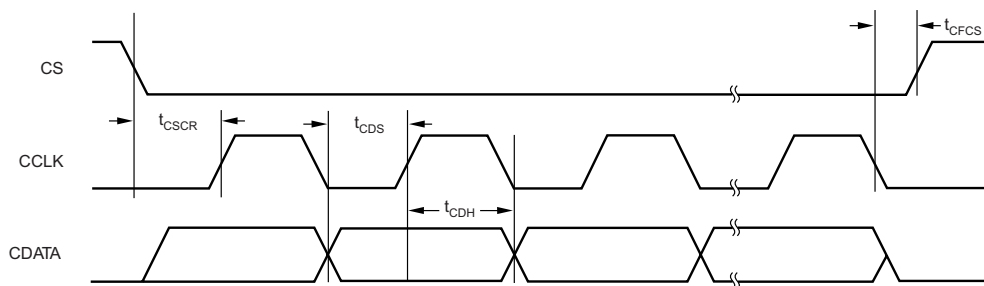 tCFCS
CS
tCSCR
tCDS
CCLK
tCDH
CDATA